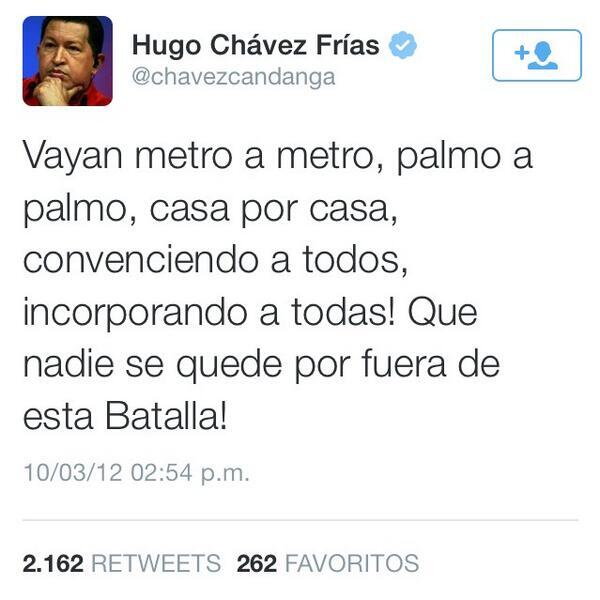 Hugo Chávez Frías
@chavezcandanga
Vayan metro a metro, palmo a
palmo, casa por casa,
convenciendo a todos,
incorporando a todas! Que
nadie se quede por fuera de
esta Batalla!
10/03/12 02:54 p.m.
2.162 RETWEETS 262 FAVORITOS